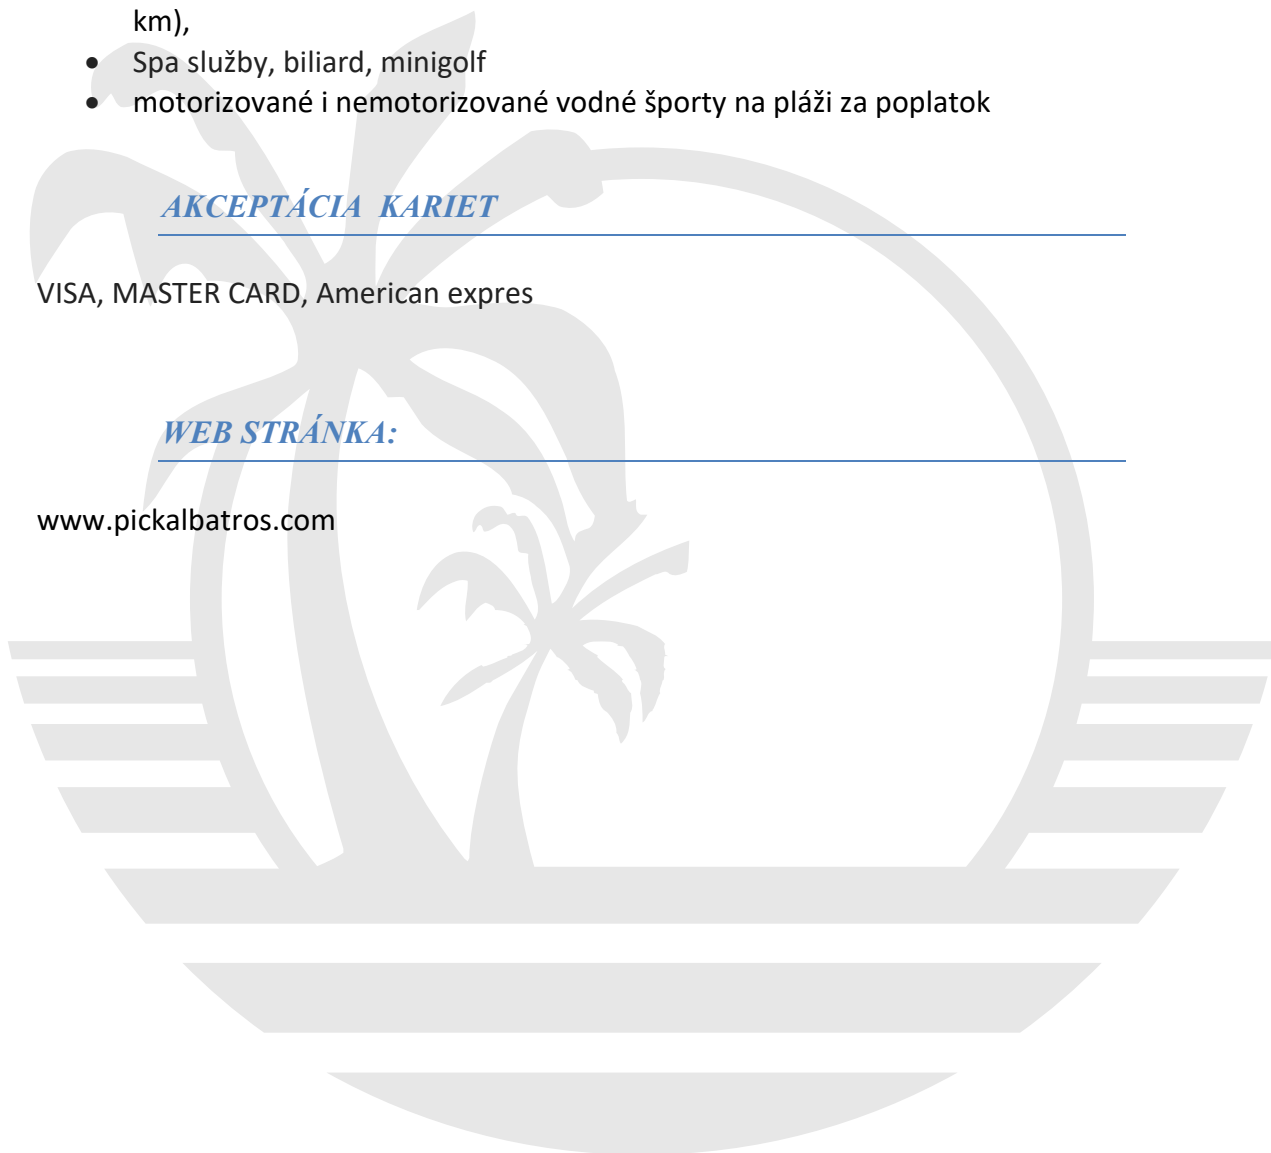 km),
• Spa služby, biliard, minigolf
• motorizované i nemotorizované vodné športy na pláži za poplatok
AKCEPTÁCIA KARIET
VISA, MASTER CARD, American expres
WEB STRÁNKA:
www.pickalbatros.com